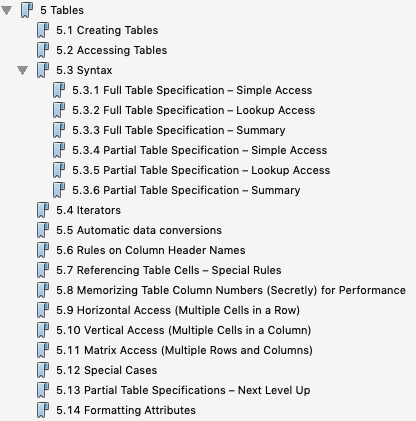 5 Tables
5.1 Creating Tables
5.2 Accessing Tables
5.3 Syntax
5.3.1 Full Table Specification – Simple Access
5.3.2 Full Table Specification – Lookup Access
5.3.3 Full Table Specification – Summary
5.3.4 Partial Table Specification – Simple Access
5.3.5 Partial Table Specification – Lookup Access
5.3.6 Partial Table Specification – Summary
5.4 Iterators
5.5 Automatic data conversions
5.6 Rules on Column Header Names
5.7 Referencing Table Cells – Special Rules
5.8 Memorizing Table Column Numbers (Secretly) for Performance
5.9 Horizontal Access (Multiple Cells in a Row)
5.10 Vertical Access (Multiple Cells in a Column)
5.11 Matrix Access (Multiple Rows and Columns)
5.12 Special Cases
5.13 Partial Table Specifications – Next Level Up
5.14 Formatting Attributes